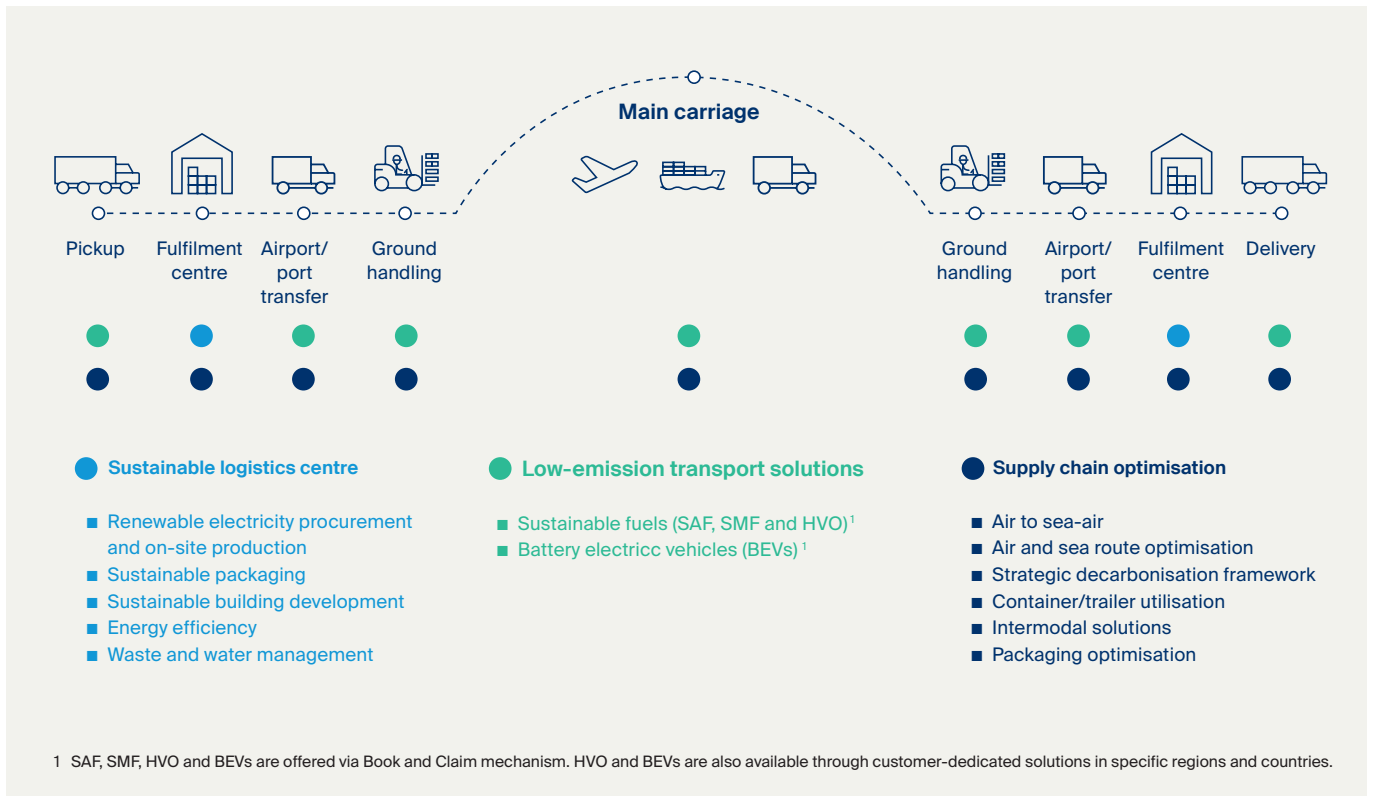 Main carriage
Pickup
Fulfilment
centre
Airport/
port
transfer
Ground
handling
Ground
handling
Airport/
port
transfer
Fulfilment
centre
Delivery
Sustainable logistics centre
■ Renewable electricity procurement
and on-site production
■ Sustainable packaging
■ Sustainable building development
■ Energy efficiency
■ Waste and water management
Low-emission transport solutions
■ Sustainable fuels (SAF, SMF and HVO)¹
■ Battery electricc vehicles (BEVs) ¹
Supply chain optimisation
■ Air to sea-air
■ Air and sea route optimisation
■ Strategic decarbonisation framework
■ Container/trailer utilisation
■ Intermodal solutions
■ Packaging optimisation
1 SAF, SMF, HVO and BEVs are offered via Book and Claim mechanism. HVO and BEVs are also available through customer-dedicated solutions in specific regions and countries.